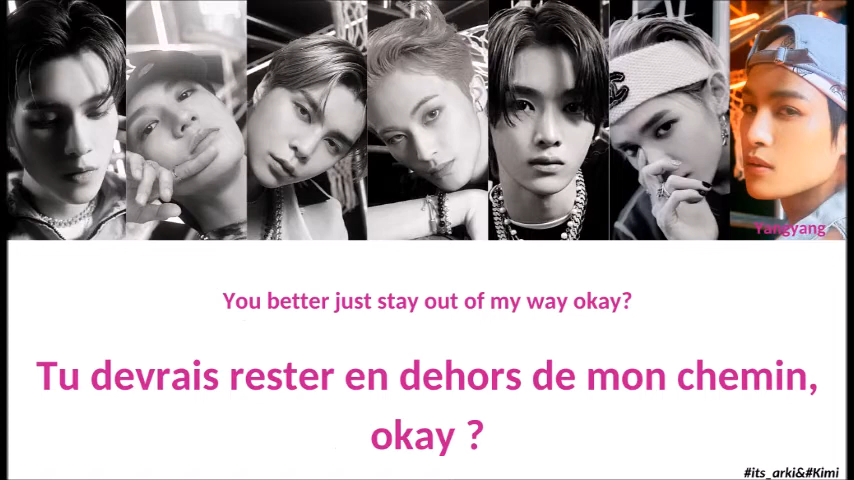 Yangyang
You better just stay out of my way okay?
Tu devrais rester en dehors de mon chemin,
okay ?
#its_arki&#Kimi